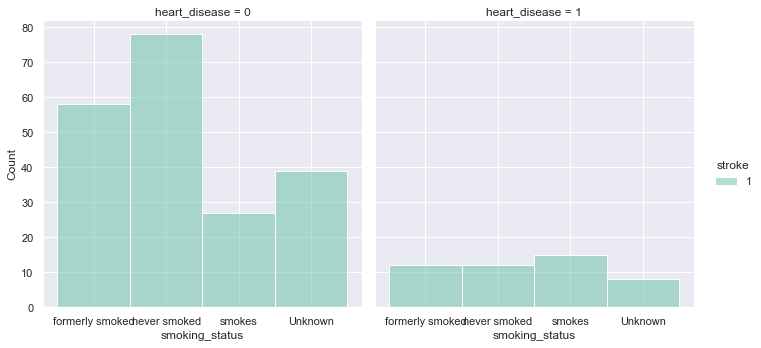 heart_disease = 0
heart_disease = 1
80
70
60
50
40
30
20
10
0
Count
formerly smoked never smoked smokes Unknown
smoking_status
formerly smoked never smoked smokes Unknown
smoking_status
stroke
1